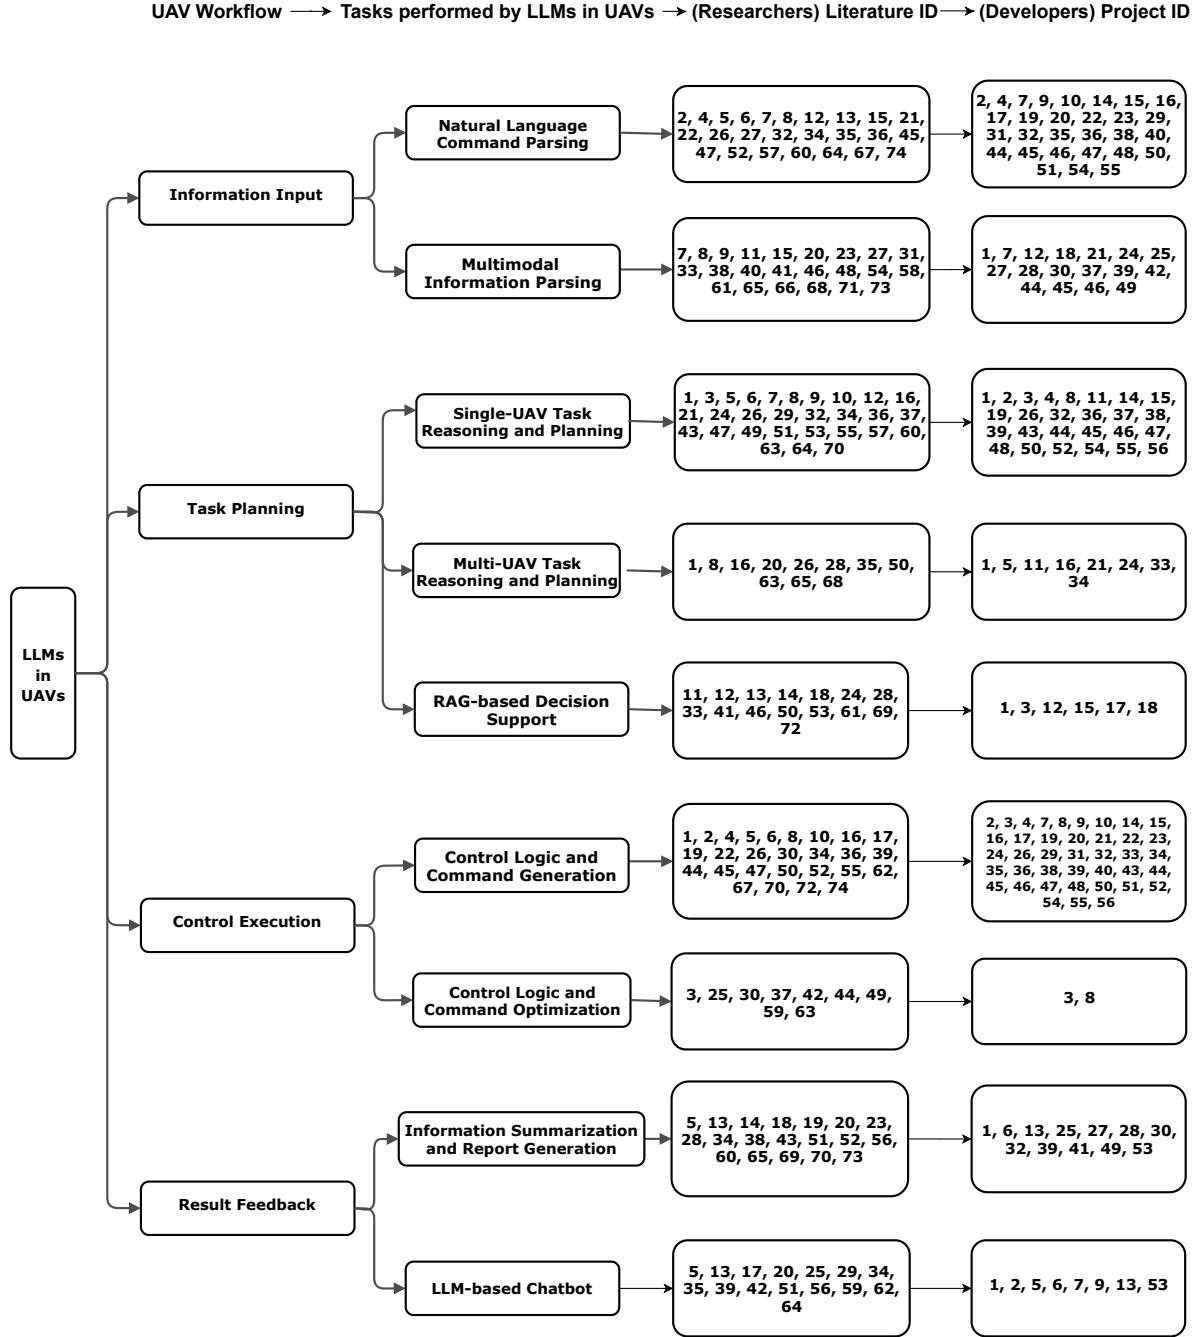 UAV Workflow → Tasks performed by LLMs in UAVs → (Researchers) Literature ID → (Developers) Project ID
LLMs
in
UAVs
Information Input
Natural Language
Command Parsing
2, 4, 5, 6, 7, 8, 12, 13, 15, 21,
22, 26, 27, 32, 34, 35, 36, 45,
47, 52, 57, 60, 64, 67, 74
2, 4, 7, 9, 10, 14, 15, 16,
17, 19, 20, 22, 23, 29,
31, 32, 35, 36, 38, 40,
44, 45, 46, 47, 48, 50,
51, 54, 55
Multimodal
Information Parsing
7, 8, 9, 11, 15, 20, 23, 27, 31,
33, 38, 40, 41, 46, 48, 54, 58,
61, 65, 66, 68, 71, 73
1, 7, 12, 18, 21, 24, 25,
27, 28, 30, 37, 39, 42,
44, 45, 46, 49
Task Planning
Single-UAV Task
Reasoning and Planning
1, 3, 5, 6, 7, 8, 9, 10, 12, 16,
21, 24, 26, 29, 32, 34, 36, 37,
43, 47, 49, 51, 53, 55, 57, 60,
63, 64, 70
1, 2, 3, 4, 8, 11, 14, 15,
19, 26, 32, 36, 37, 38,
39, 43, 44, 45, 46, 47,
48, 50, 52, 54, 55, 56
Multi-UAV Task
Reasoning and Planning
1, 8, 16, 20, 26, 28, 35, 50,
63, 65, 68
1, 5, 11, 16, 21, 24, 33,
34
RAG-based Decision
Support
11, 12, 13, 14, 18, 24, 28,
33, 41, 46, 50, 53, 61, 69,
72
1, 3, 12, 15, 17, 18
Control Execution
Control Logic and
Command Generation
1, 2, 4, 5, 6, 8, 10, 16, 17,
19, 22, 26, 30, 34, 36, 39,
44, 45, 47, 50, 52, 55, 62,
67, 70, 72, 74
2, 3, 4, 7, 8, 9, 10, 14, 15,
16, 17, 19, 20, 21, 22, 23,
24, 26, 29, 31, 32, 33, 34,
35, 36, 38, 39, 40, 43, 44,
45, 46, 47, 48, 50, 51, 52,
54, 55, 56
Control Logic and
Command Optimization
3, 25, 30, 37, 42, 44, 49,
59, 63
3, 8
Result Feedback
Information Summarization
and Report Generation
5, 13, 14, 18, 19, 20, 23,
28, 34, 38, 43, 51, 52, 56,
60, 65, 69, 70, 73
1, 6, 13, 25, 27, 28, 30,
32, 39, 41, 49, 53
LLM-based Chatbot
5, 13, 17, 20, 25, 29, 34,
35, 39, 42, 51, 56, 59, 62,
64
1, 2, 5, 6, 7, 9, 13, 53